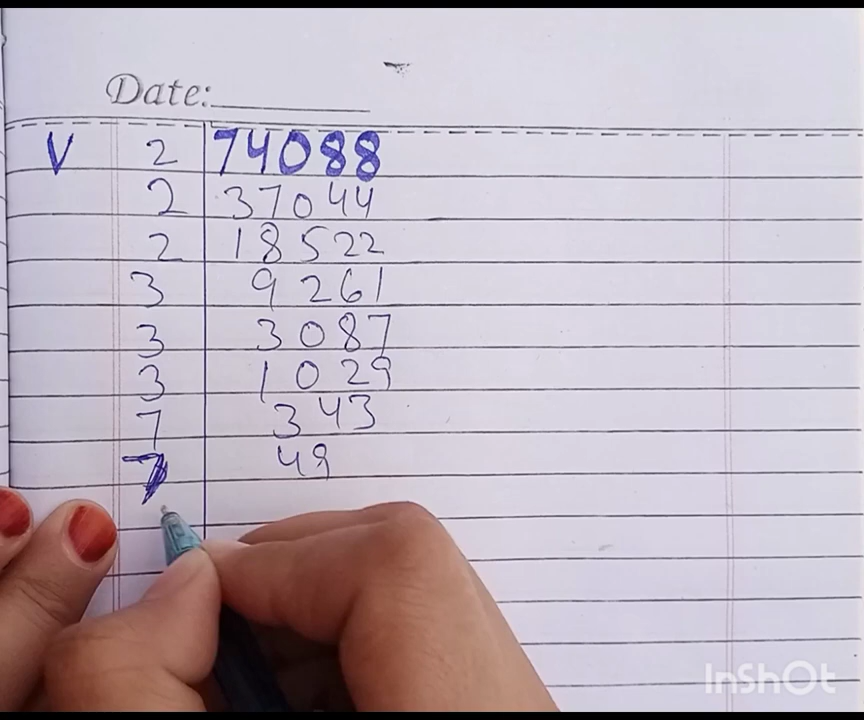 Date:
V 2 74088
2 37044
2 18522
3 9261
3 3087
3 1029
7 343
7 49
InShOt